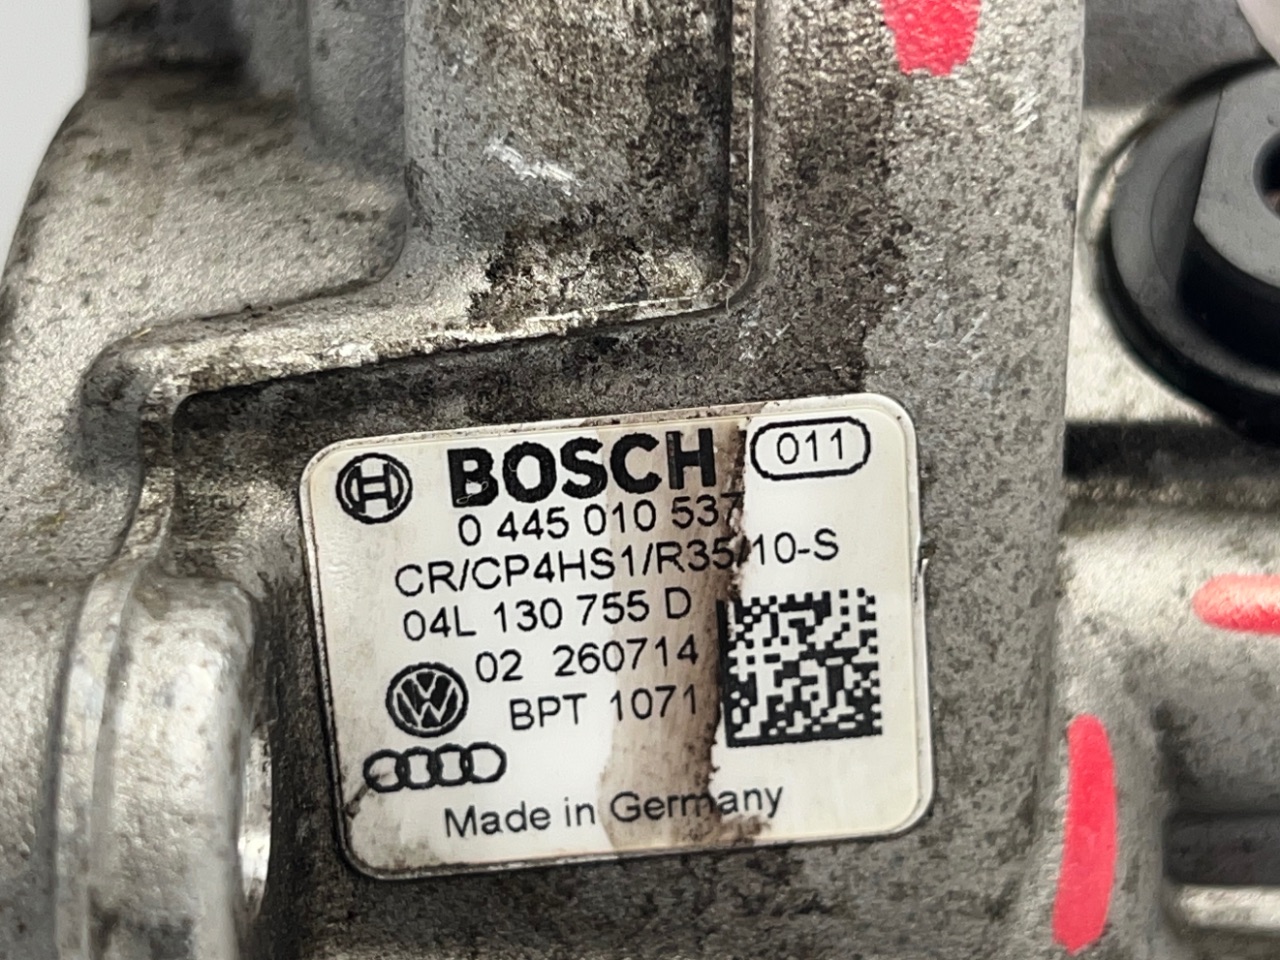 BOSCH 011
0 445 010 537
CR/CP4HS1/R35/10-S
04L 130 755 D
02 260714
BPT 1071
Made in Germany